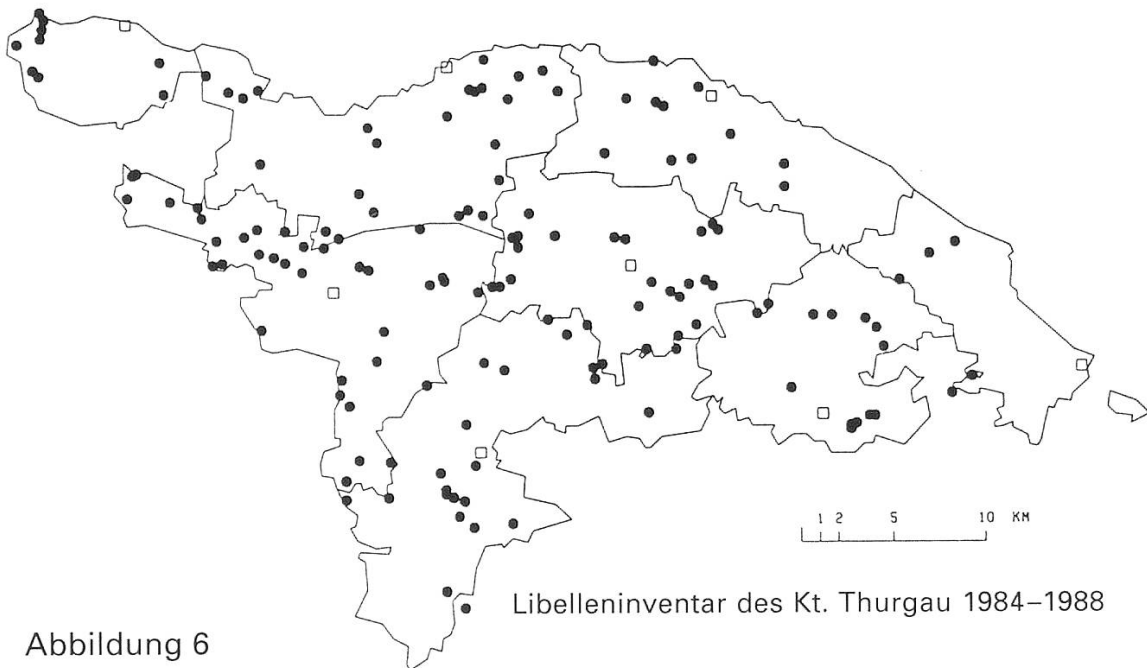 1 2 5 10 KM
Libelleninventar des Kt. Thurgau 1984–1988
Abbildung 6